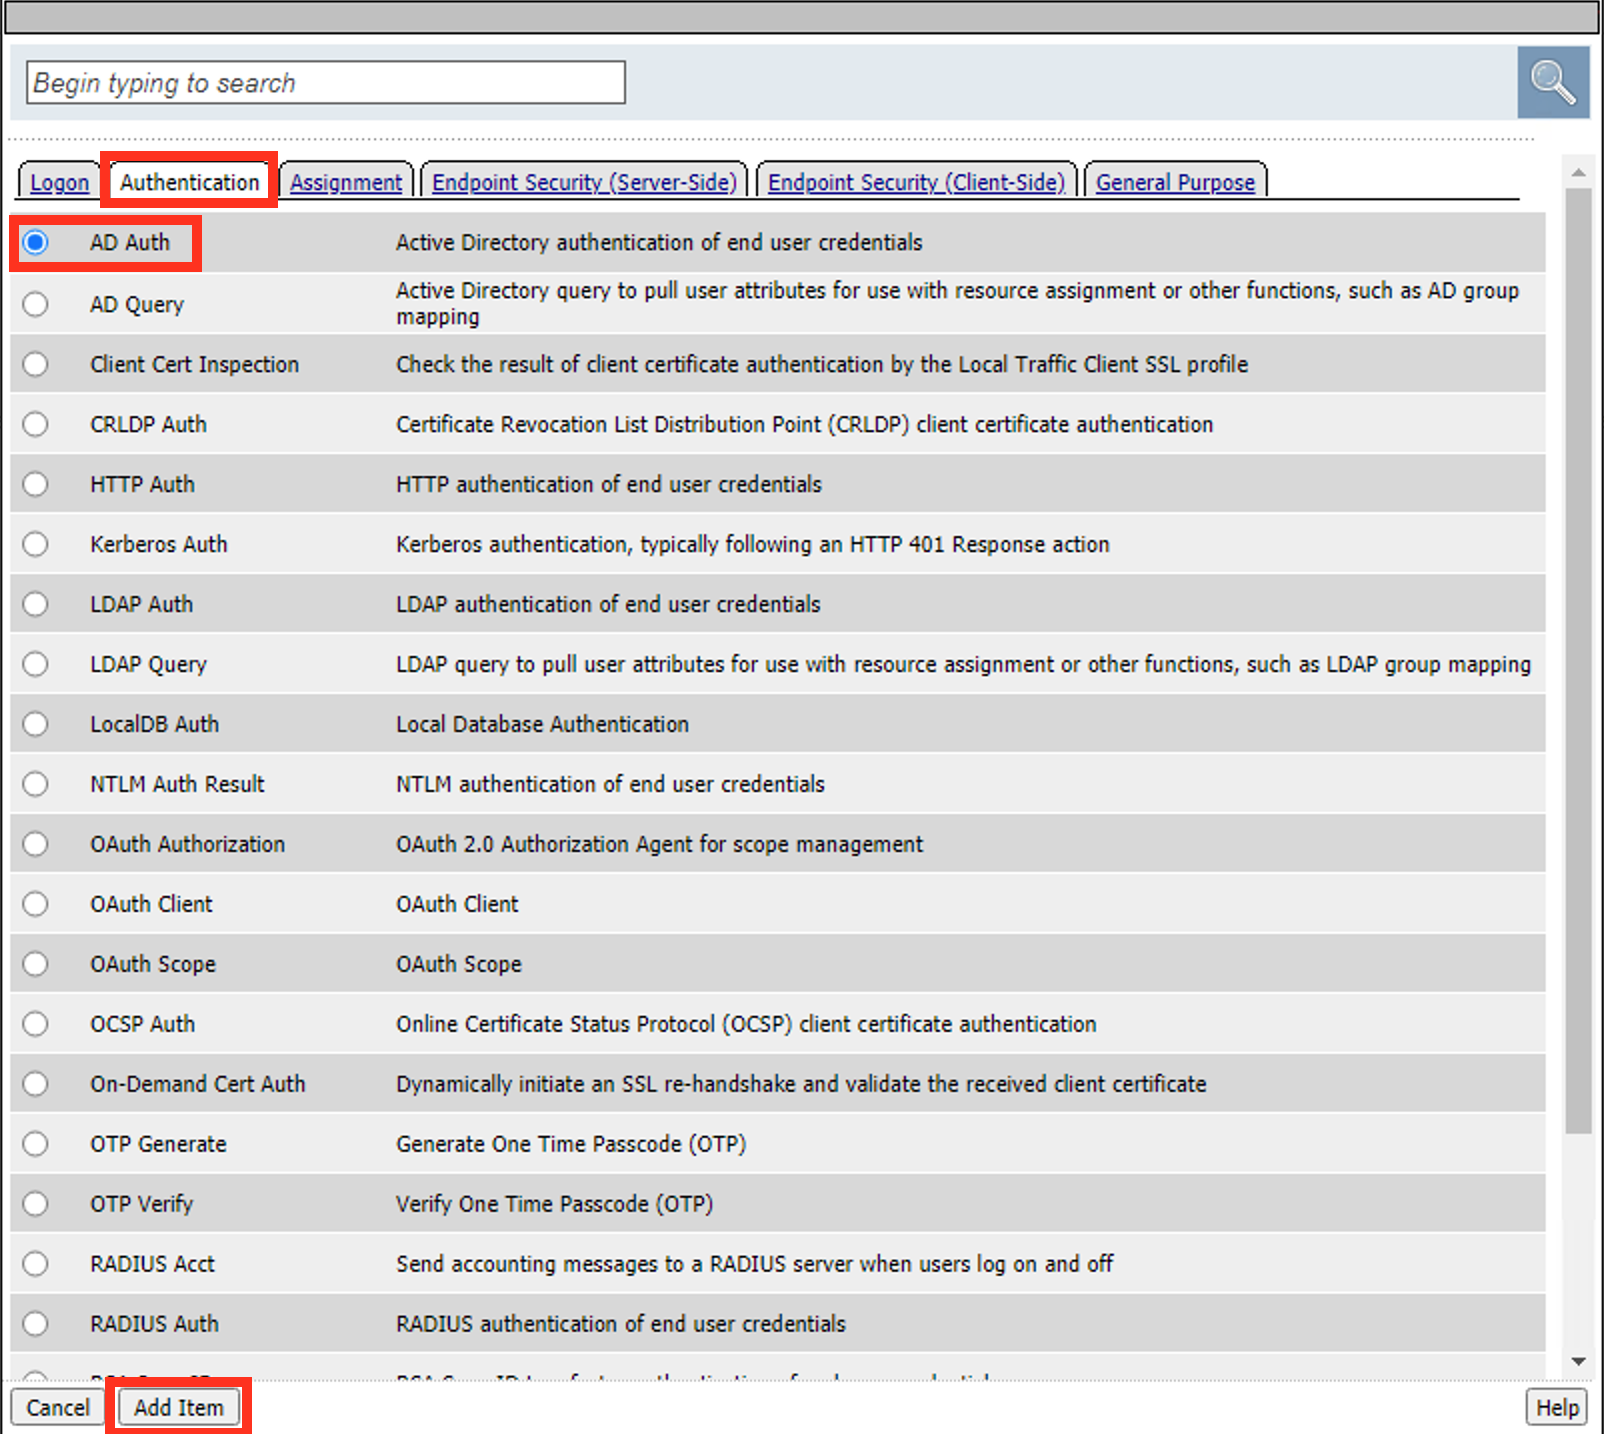 Begin typing to search
Logon Authentication Assignment Endpoint Security (Server-Side) Endpoint Security (Client-Side) General Purpose
AD Auth Active Directory authentication of end user credentials
AD Query Active Directory query to pull user attributes for use with resource assignment or other functions, such as AD group
mapping
Client Cert Inspection Check the result of client certificate authentication by the Local Traffic Client SSL profile
CRLDP Auth Certificate Revocation List Distribution Point (CRLDP) client certificate authentication
HTTP Auth HTTP authentication of end user credentials
Kerberos Auth Kerberos authentication, typically following an HTTP 401 Response action
LDAP Auth LDAP authentication of end user credentials
LDAP Query LDAP query to pull user attributes for use with resource assignment or other functions, such as LDAP group mapping
LocalDB Auth Local Database Authentication
NTLM Auth Result NTLM authentication of end user credentials
OAuth Authorization OAuth 2.0 Authorization Agent for scope management
OAuth Client OAuth Client
OAuth Scope OAuth Scope
OCSP Auth Online Certificate Status Protocol (OCSP) client certificate authentication
On-Demand Cert Auth Dynamically initiate an SSL re-handshake and validate the received client certificate
OTP Generate Generate One Time Passcode (OTP)
OTP Verify Verify One Time Passcode (OTP)
RADIUS Acct Send accounting messages to a RADIUS server when users log on and off
RADIUS Auth RADIUS authentication of end user credentials
Cancel Add Item Help